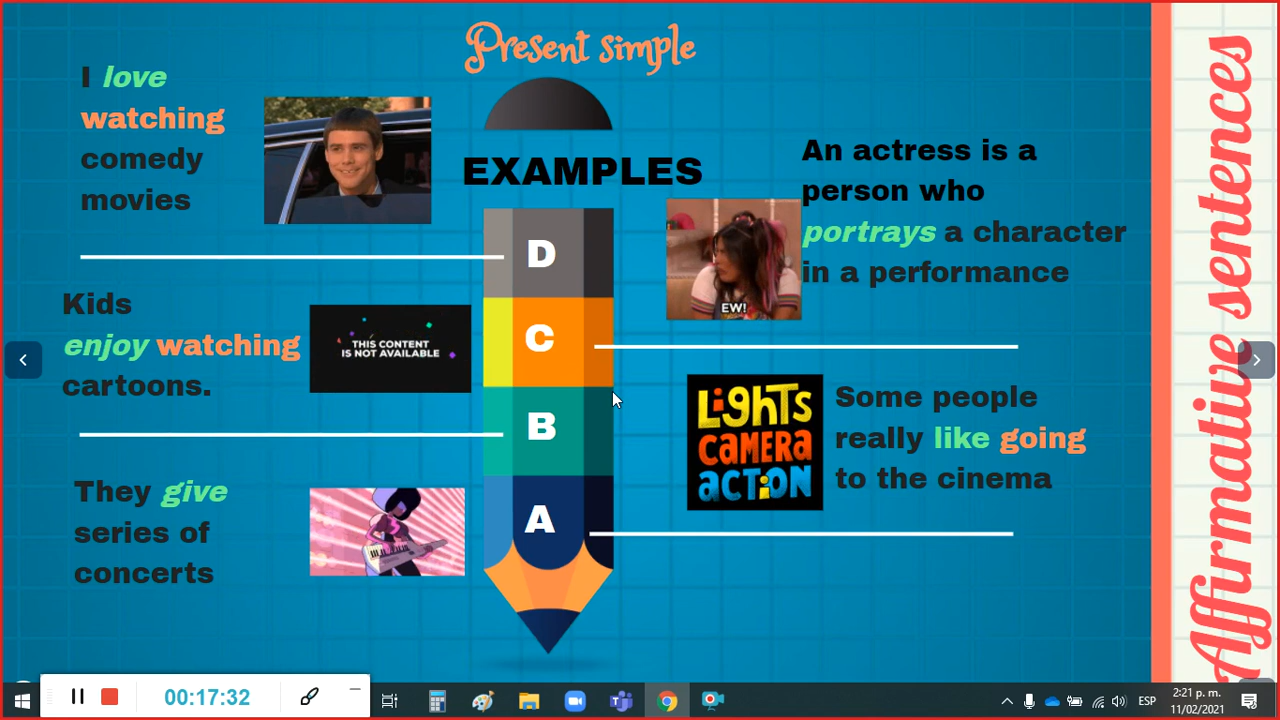 Present simple
I love
watching
comedy
movies
EXAMPLES
An actress is a
person who
portrays a character
in a performance
EW!
D
Kids
enjoy watching
cartoons.
THIS CONTENT
IS NOT AVAILABLE
C
LiGHTS
CAMERA
ACTiON
Some people
really like going
to the cinema
B
They give
series of
concerts
A
Affirmative sentences
00:17:32
ESP
2:21 p. m.
11/02/2021